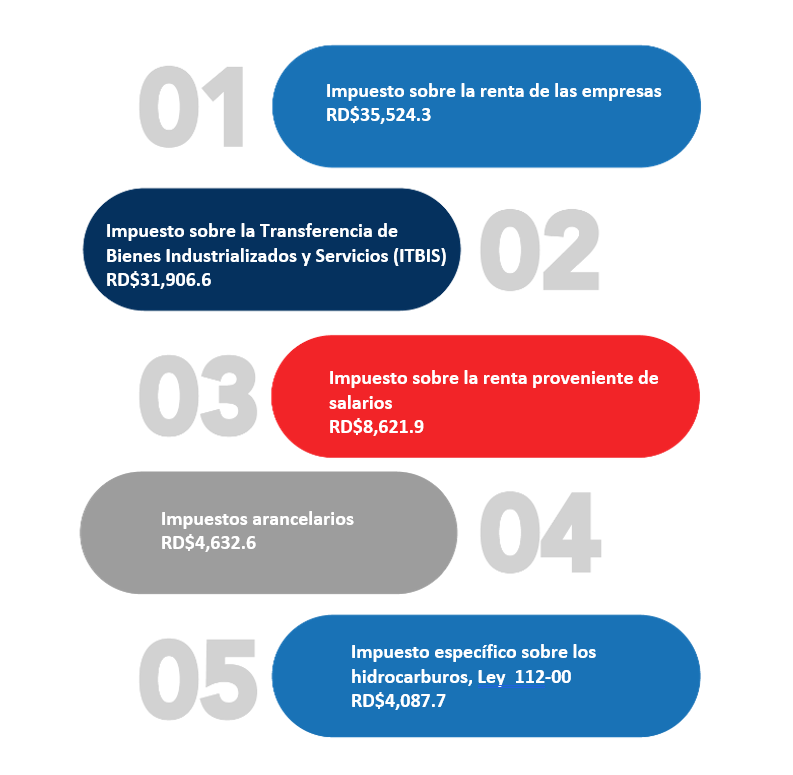 01
Impuesto sobre la renta de las empresas
RD$35,524.3
Impuesto sobre la Transferencia de
Bienes Industrializados y Servicios (ITBIS)
RD$31,906.6
02
03
Impuesto sobre la renta proveniente de
salarios
RD$8,621.9
Impuestos arancelarios
RD$4,632.6
04
05
Impuesto específico sobre los
hidrocarburos, Ley  112-00
RD$4,087.7